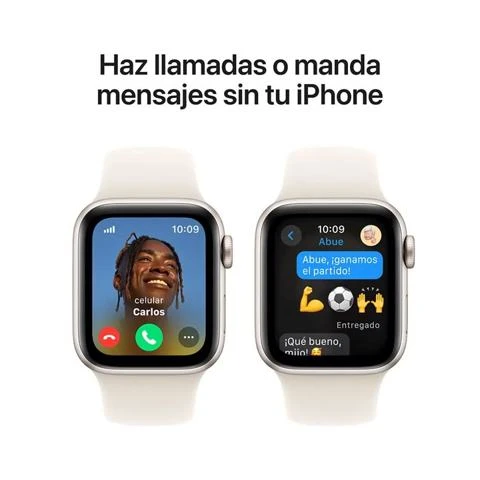 Haz llamadas o manda
mensajes sin tu iPhone
10:09
celular
Carlos
10:09
Abue
Abue, ¡ganamos
el partido!
💪⚽🙌
Entregado
¡Qué bueno,
mijo! 🥰